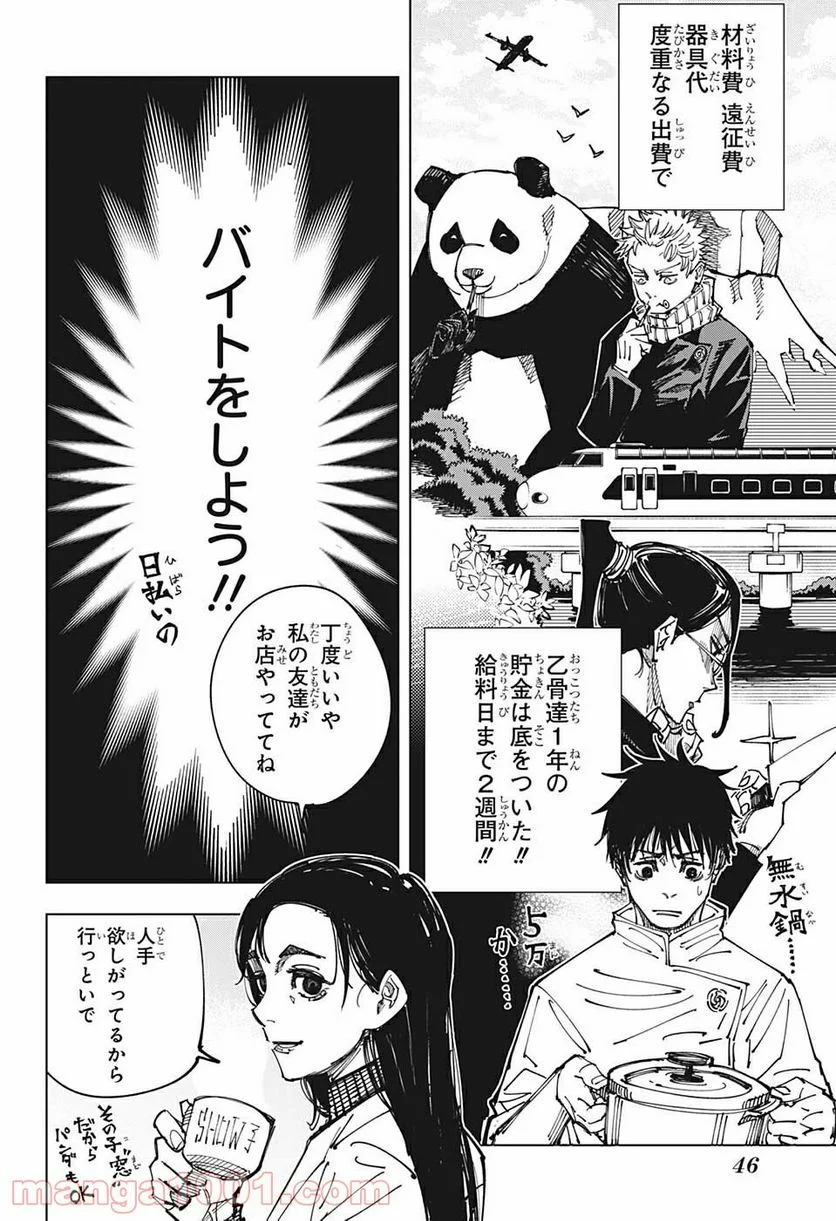 材料費 遠征費
器具代
度重なる出費で
乙骨達1年の
貯金は底をついた!!
給料日まで2週間!!
無水鍋……
5万か……
バイトをしよう!!
日払いの
丁度いいや
私の友達が
お店やっててね
人手
欲しがってるから
行っといで
その子“窓”
だから
パンダも
OK
46
manga1001.com